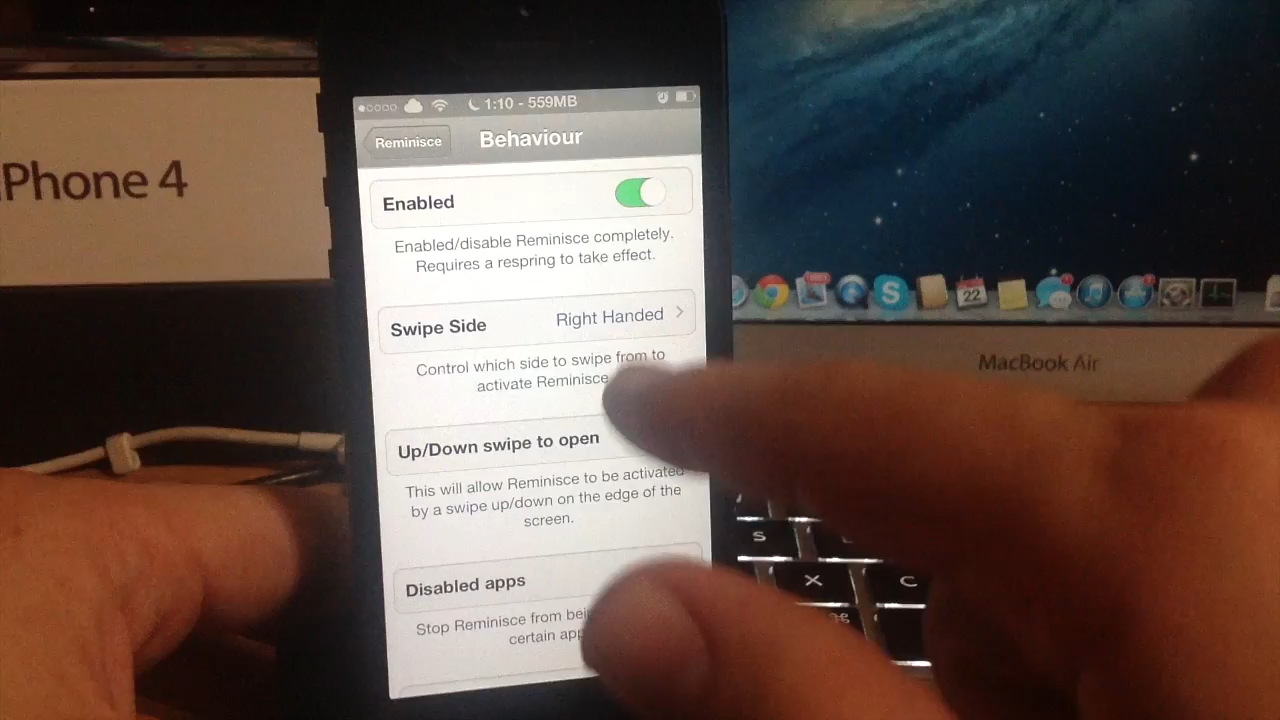 iPhone 4
1:10 - 559MB
Reminisce
Behaviour
Enabled
Enabled/disable Reminisce completely.
Requires a respring to take effect.
Swipe Side
Right Handed
Control which side to swipe from to
activate Reminisce
Up/Down swipe to open
This will allow Reminisce to be activated
by a swipe up/down on the edge of the
screen.
Disabled apps
Stop Reminisce from
certain
S
22
MacBook Air
S
X
C
⌘